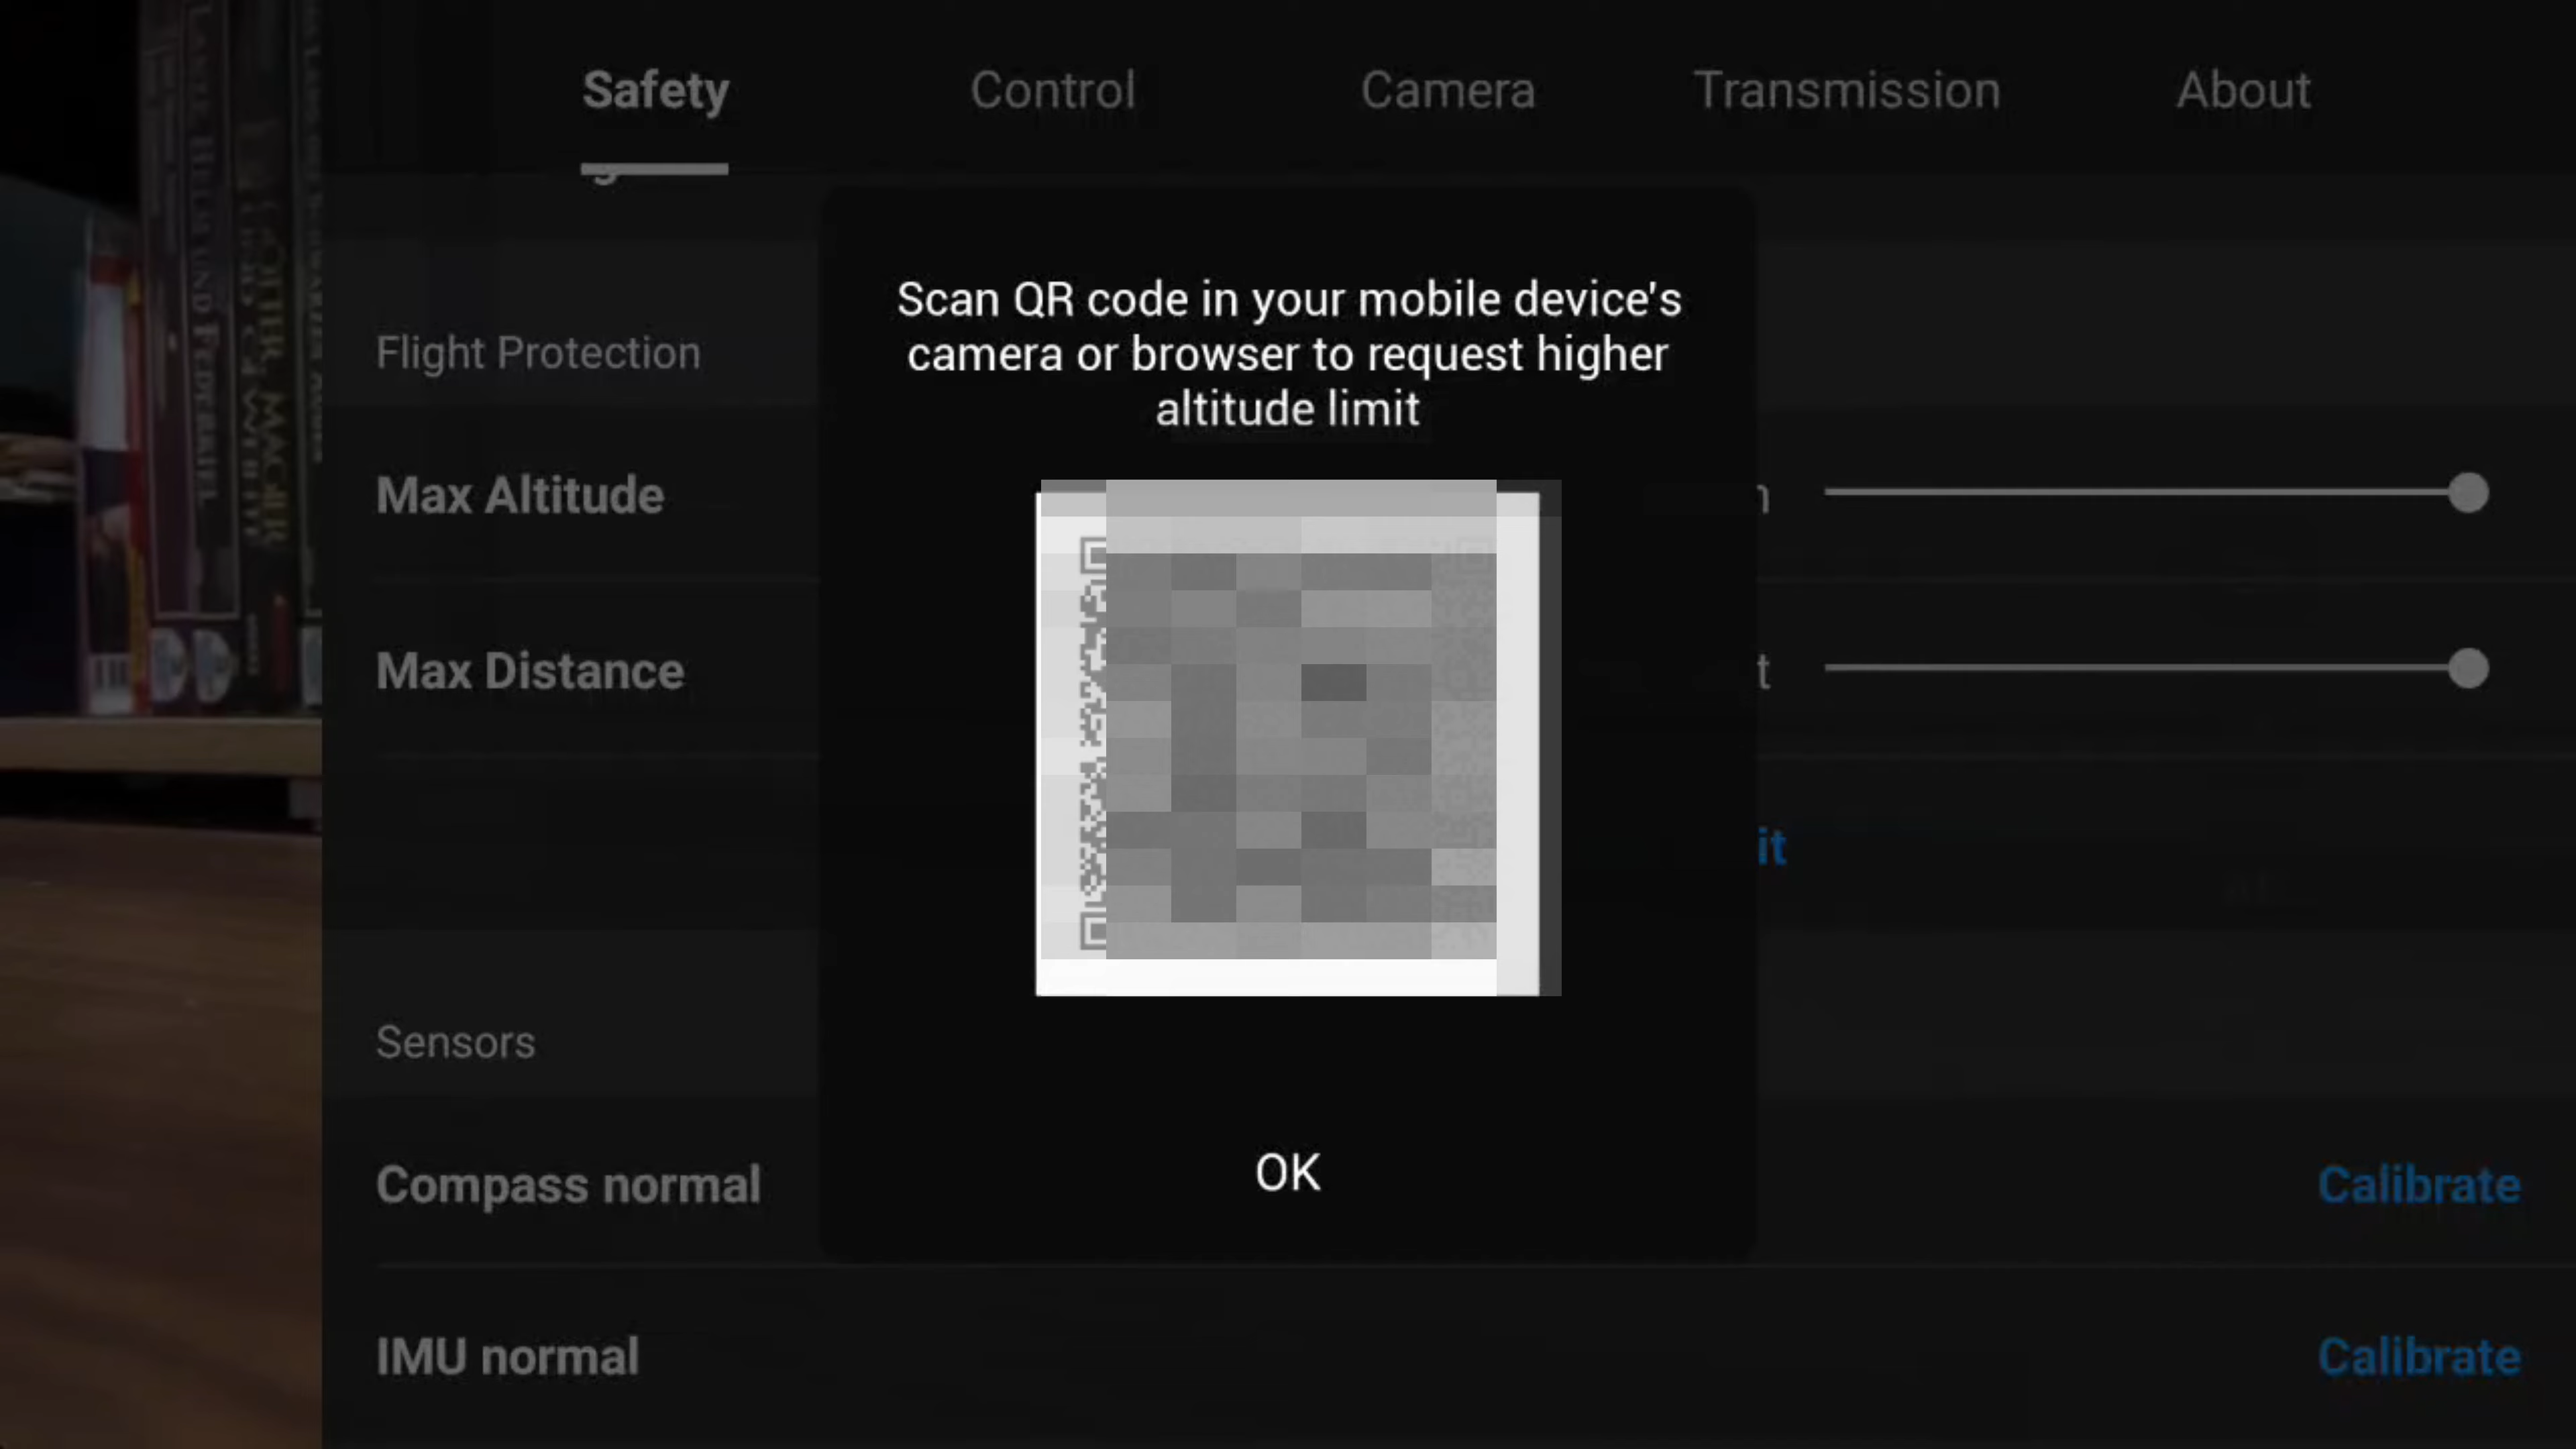 Safety Control Camera Transmission About
Scan QR code in your mobile device's
camera or browser to request higher
altitude limit
Flight Protection
Max Altitude
Max Distance
it
Sensors
OK
Compass normal Calibrate
IMU normal Calibrate